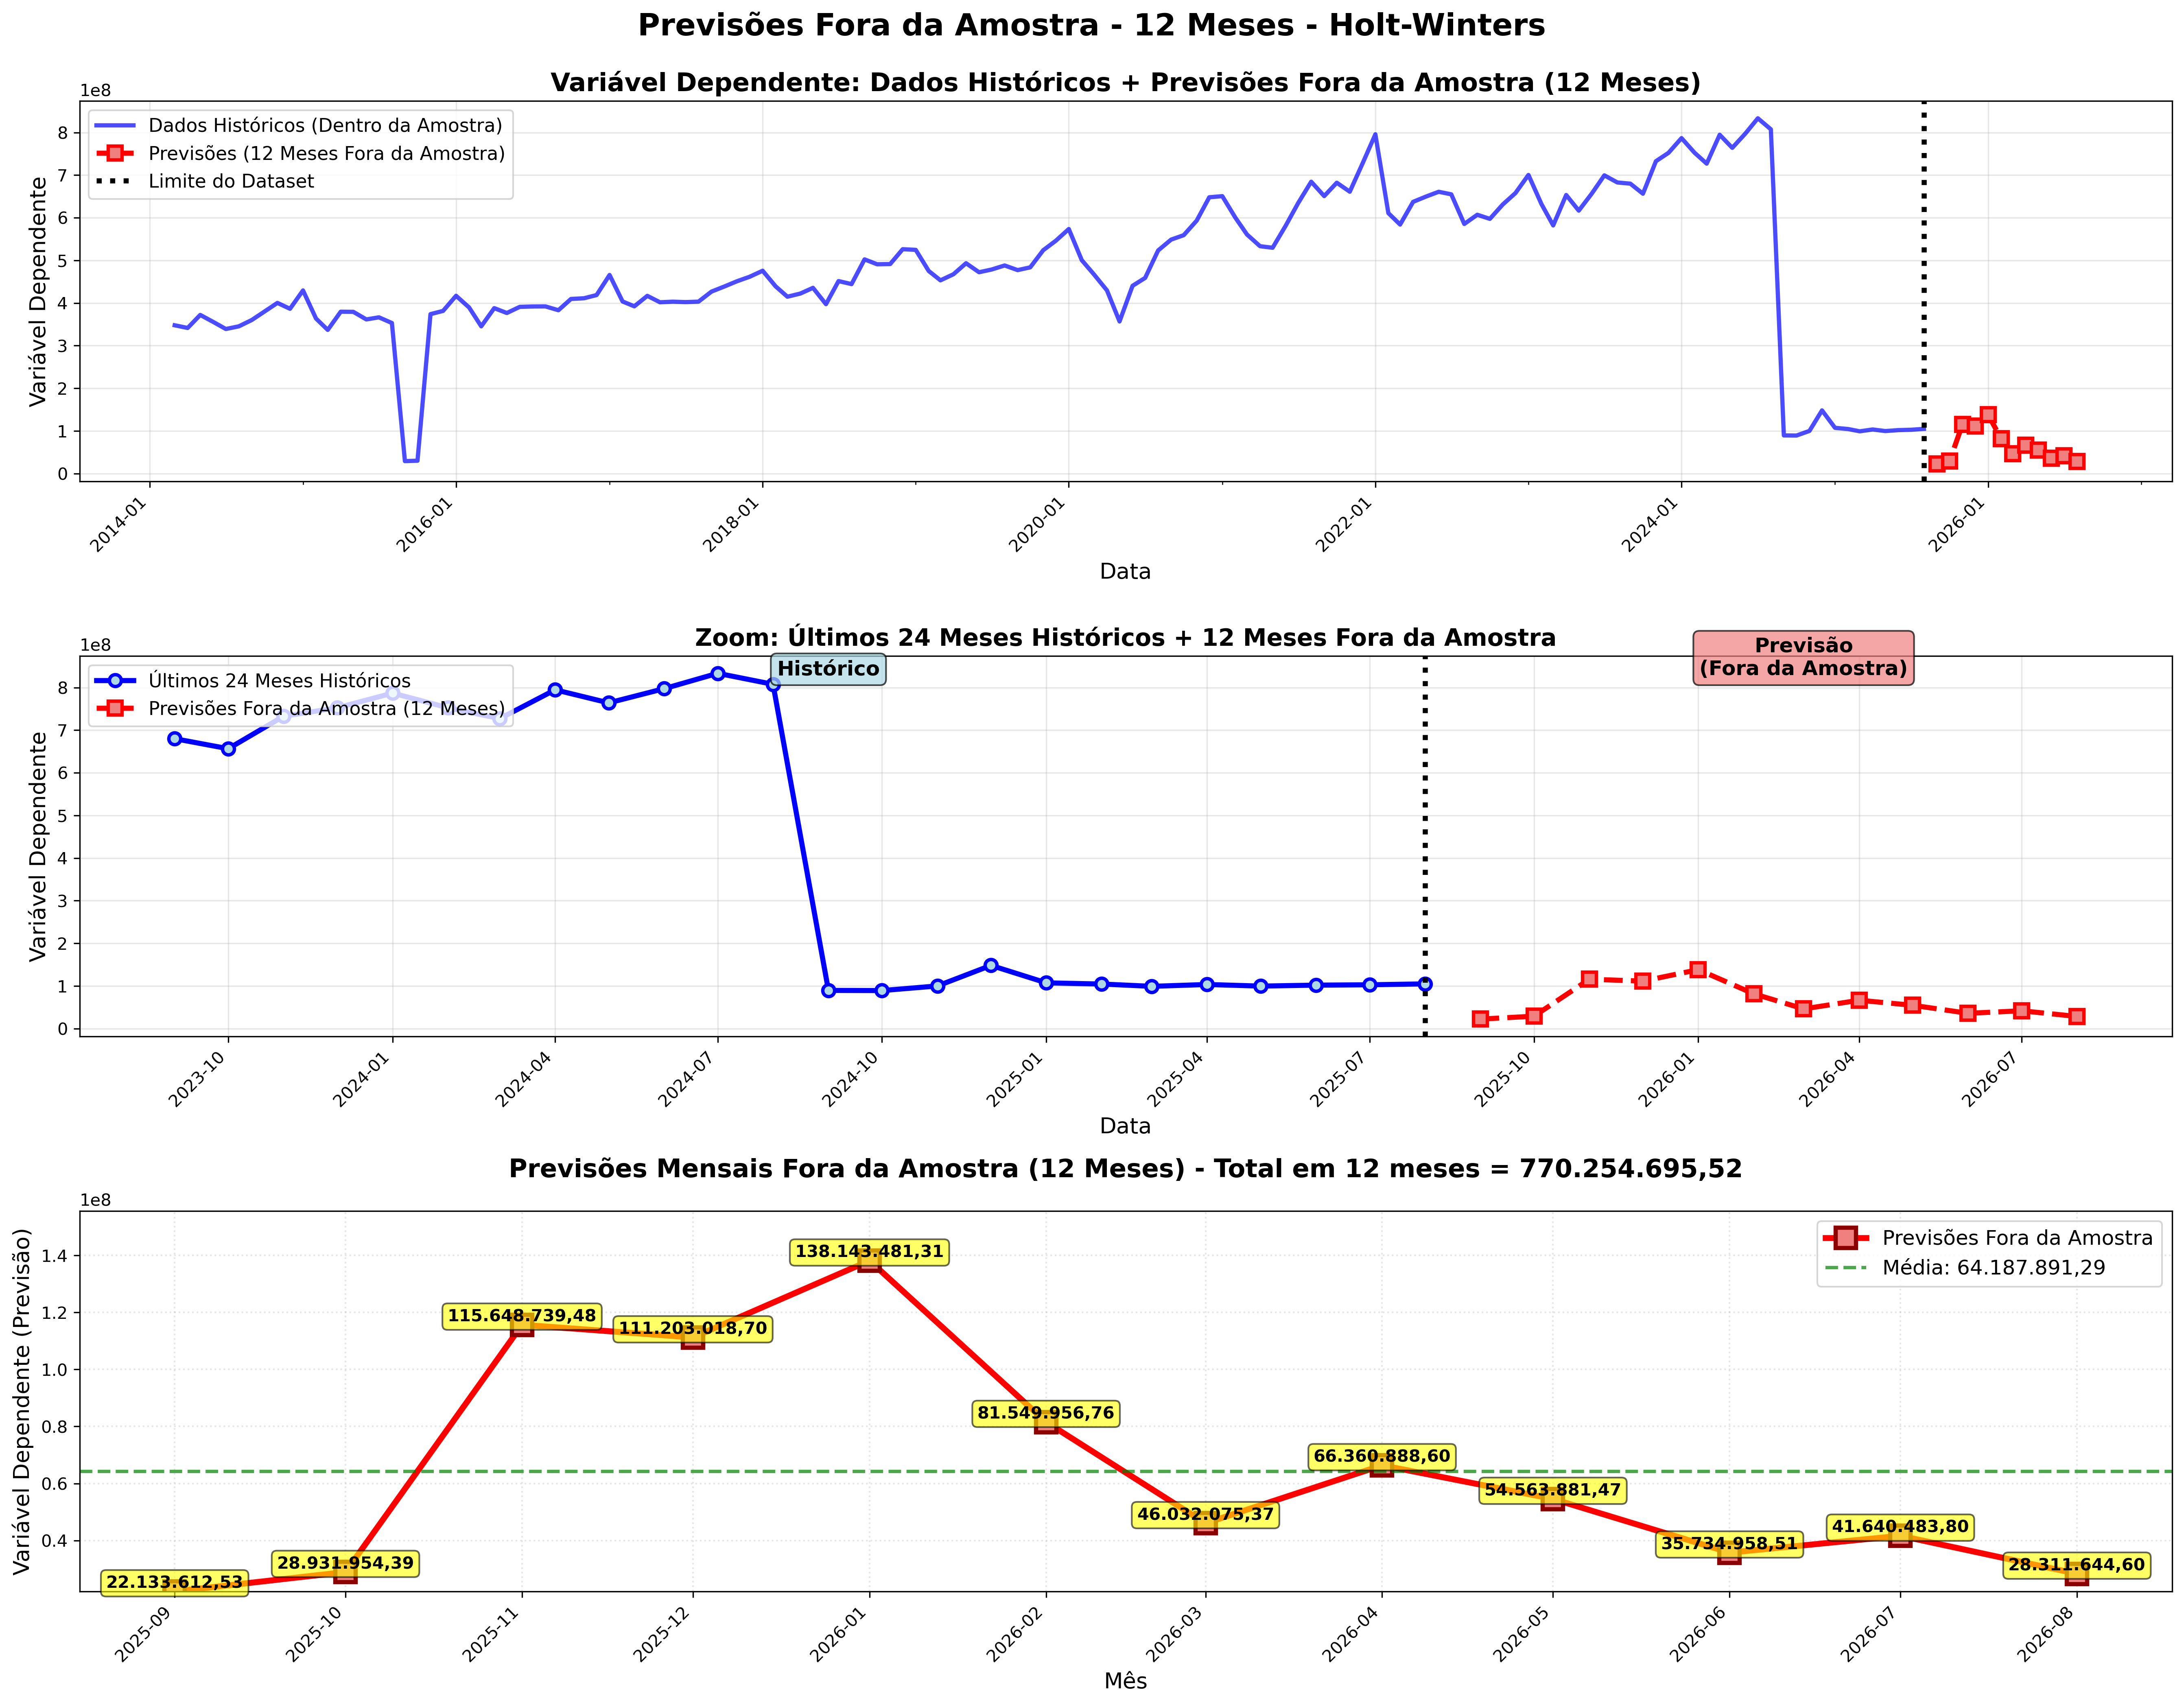 Previsões Fora da Amostra - 12 Meses - Holt-Winters
Variável Dependente: Dados Históricos + Previsões Fora da Amostra (12 Meses)
1e8
Dados Históricos (Dentro da Amostra)
Previsões (12 Meses Fora da Amostra)
Limite do Dataset
Variável Dependente
8
7
6
5
4
3
2
1
0
2014-01
2016-01
2018-01
2020-01
2022-01
2024-01
2026-01
Data
Zoom: Últimos 24 Meses Históricos + 12 Meses Fora da Amostra
1e8
Últimos 24 Meses Históricos
Previsões Fora da Amostra (12 Meses)
Histórico
Previsão
(Fora da Amostra)
Variável Dependente
8
7
6
5
4
3
2
1
0
2023-10
2024-01
2024-04
2024-07
2024-10
2025-01
2025-04
2025-07
2025-10
2026-01
2026-04
2026-07
Data
Previsões Mensais Fora da Amostra (12 Meses) - Total em 12 meses = 770.254.695,52
1e8
Previsões Fora da Amostra
Média: 64.187.891,29
Variável Dependente (Previsão)
1.4
1.2
1.0
0.8
0.6
0.4
22.133.612,53
28.931.954,39
115.648.739,48
111.203.018,70
138.143.481,31
81.549.956,76
46.032.075,37
66.360.888,60
54.563.881,47
35.734.958,51
41.640.483,80
28.311.644,60
2025-09
2025-10
2025-11
2025-12
2026-01
2026-02
2026-03
2026-04
2026-05
2026-06
2026-07
2026-08
Mês